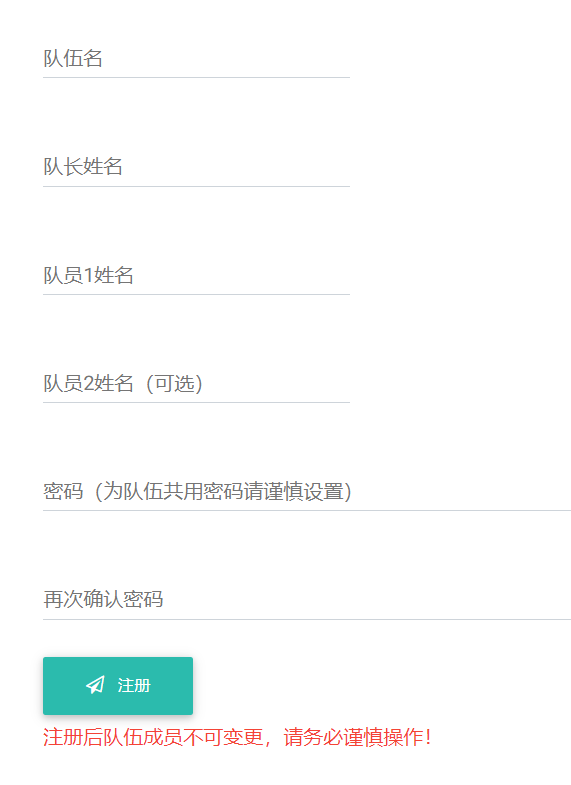 队伍名
队长姓名
队员1姓名
队员2姓名（可选）
密码（为队伍共用密码请谨慎设置）
再次确认密码
注册
注册后队伍成员不可变更，请务必谨慎操作！